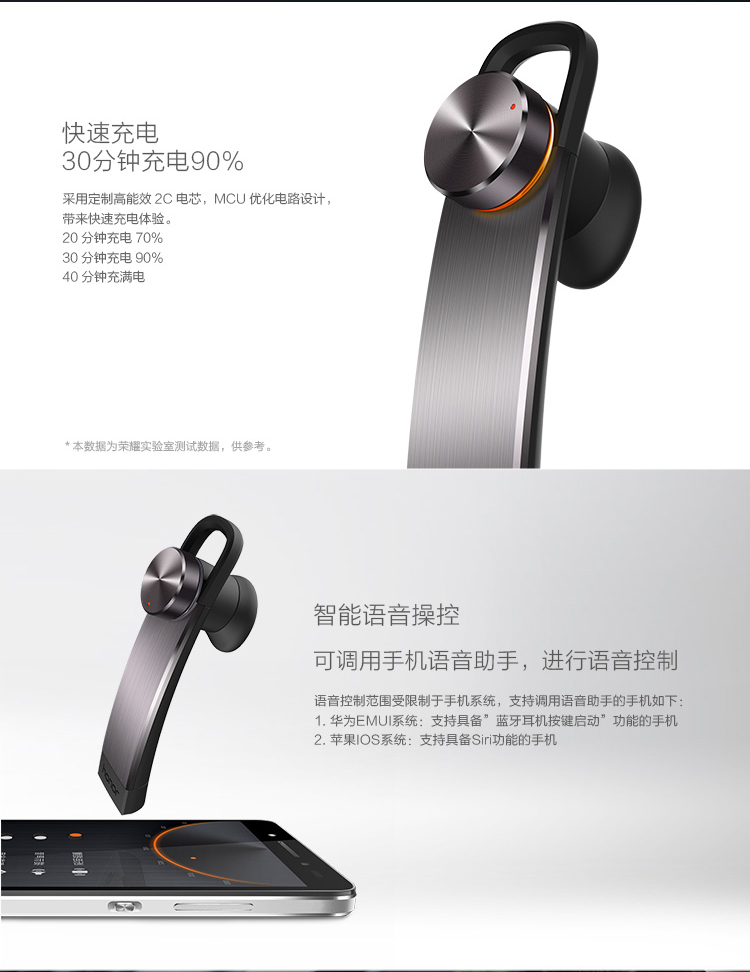 快速充电
30分钟充电90%
采用定制高能效 2C 电芯，MCU 优化电路设计，
带来快速充电体验。
20 分钟充电 70%
30 分钟充电 90%
40 分钟充满电
*本数据为荣耀实验室测试数据，供参考。
智能语音操控
可调用手机语音助手，进行语音控制
语音控制范围受限制于手机系统，支持调用语音助手的手机如下：
1. 华为EMUI系统：支持具备”蓝牙耳机按键启动”功能的手机
2. 苹果IOS系统：支持具备Siri功能的手机
honor